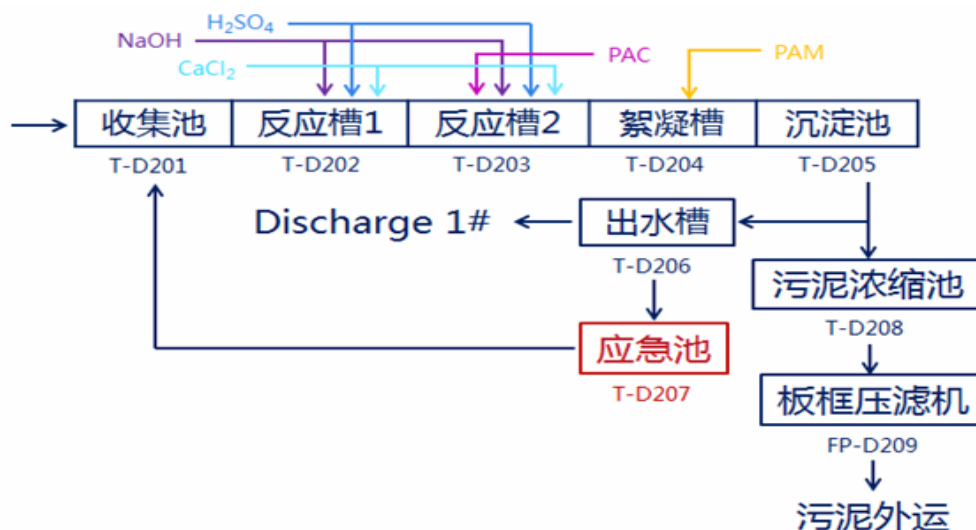 H₂SO₄
NaOH
PAC
PAM
CaCl₂
收集池 反应槽1 反应槽2 絮凝槽 沉淀池
T-D201 T-D202 T-D203 T-D204 T-D205
Discharge 1# 出水槽
T-D206
污泥浓缩池
T-D208
应急池
T-D207
板框压滤机
FP-D209
污泥外运